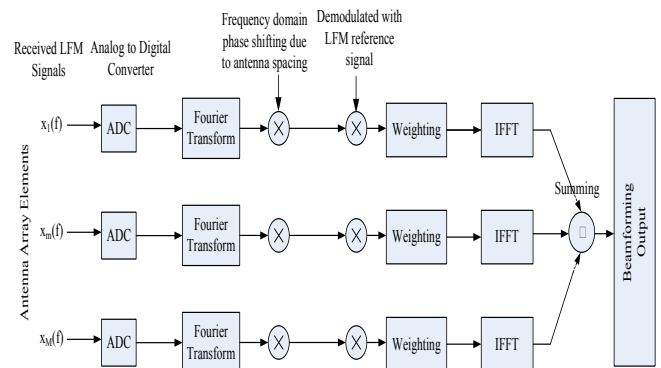 Frequency domain
phase shifting due
to antenna spacing
Demodulated with
LFM reference
signal
Received LFM
Signals
Analog to Digital
Converter
Antenna Array Elements
x1(f)
ADC
Fourier
Transform
Weighting
IFFT
Summing
xm(f)
ADC
Fourier
Transform
Weighting
IFFT
Beamforming
Output
xM(f)
ADC
Fourier
Transform
Weighting
IFFT